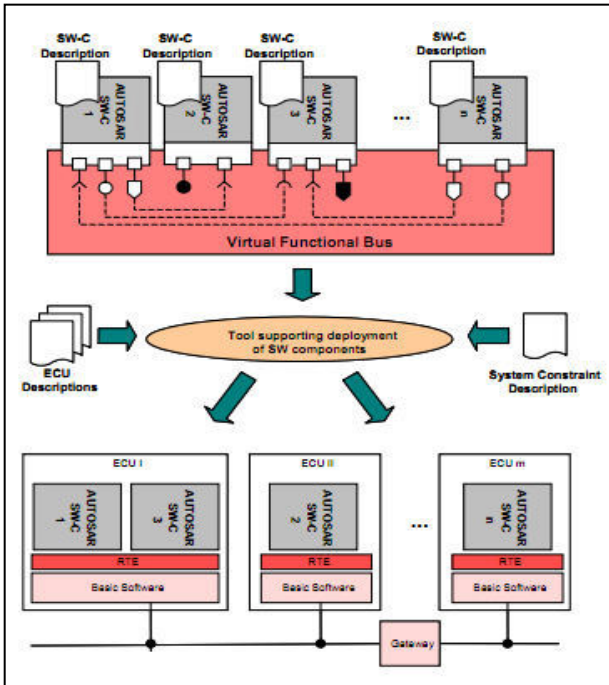 SW-C
Description
SW-C
Description
SW-C
Description
SW-C
Description
AUTOSAR
SW-C
1
AUTOSAR
SW-C
2
AUTOSAR
SW-C
3
...
AUTOSAR
SW-C
n
Virtual Functional Bus
Tool supporting deployment
of SW components
ECU
Descriptions
System Constraint
Description
ECU I
ECU II
ECU m
AUTOSAR
SW-C
1
AUTOSAR
SW-C
3
AUTOSAR
SW-C
2
...
AUTOSAR
SW-C
n
RTE
RTE
RTE
Basic Software
Basic Software
Basic Software
Gateway